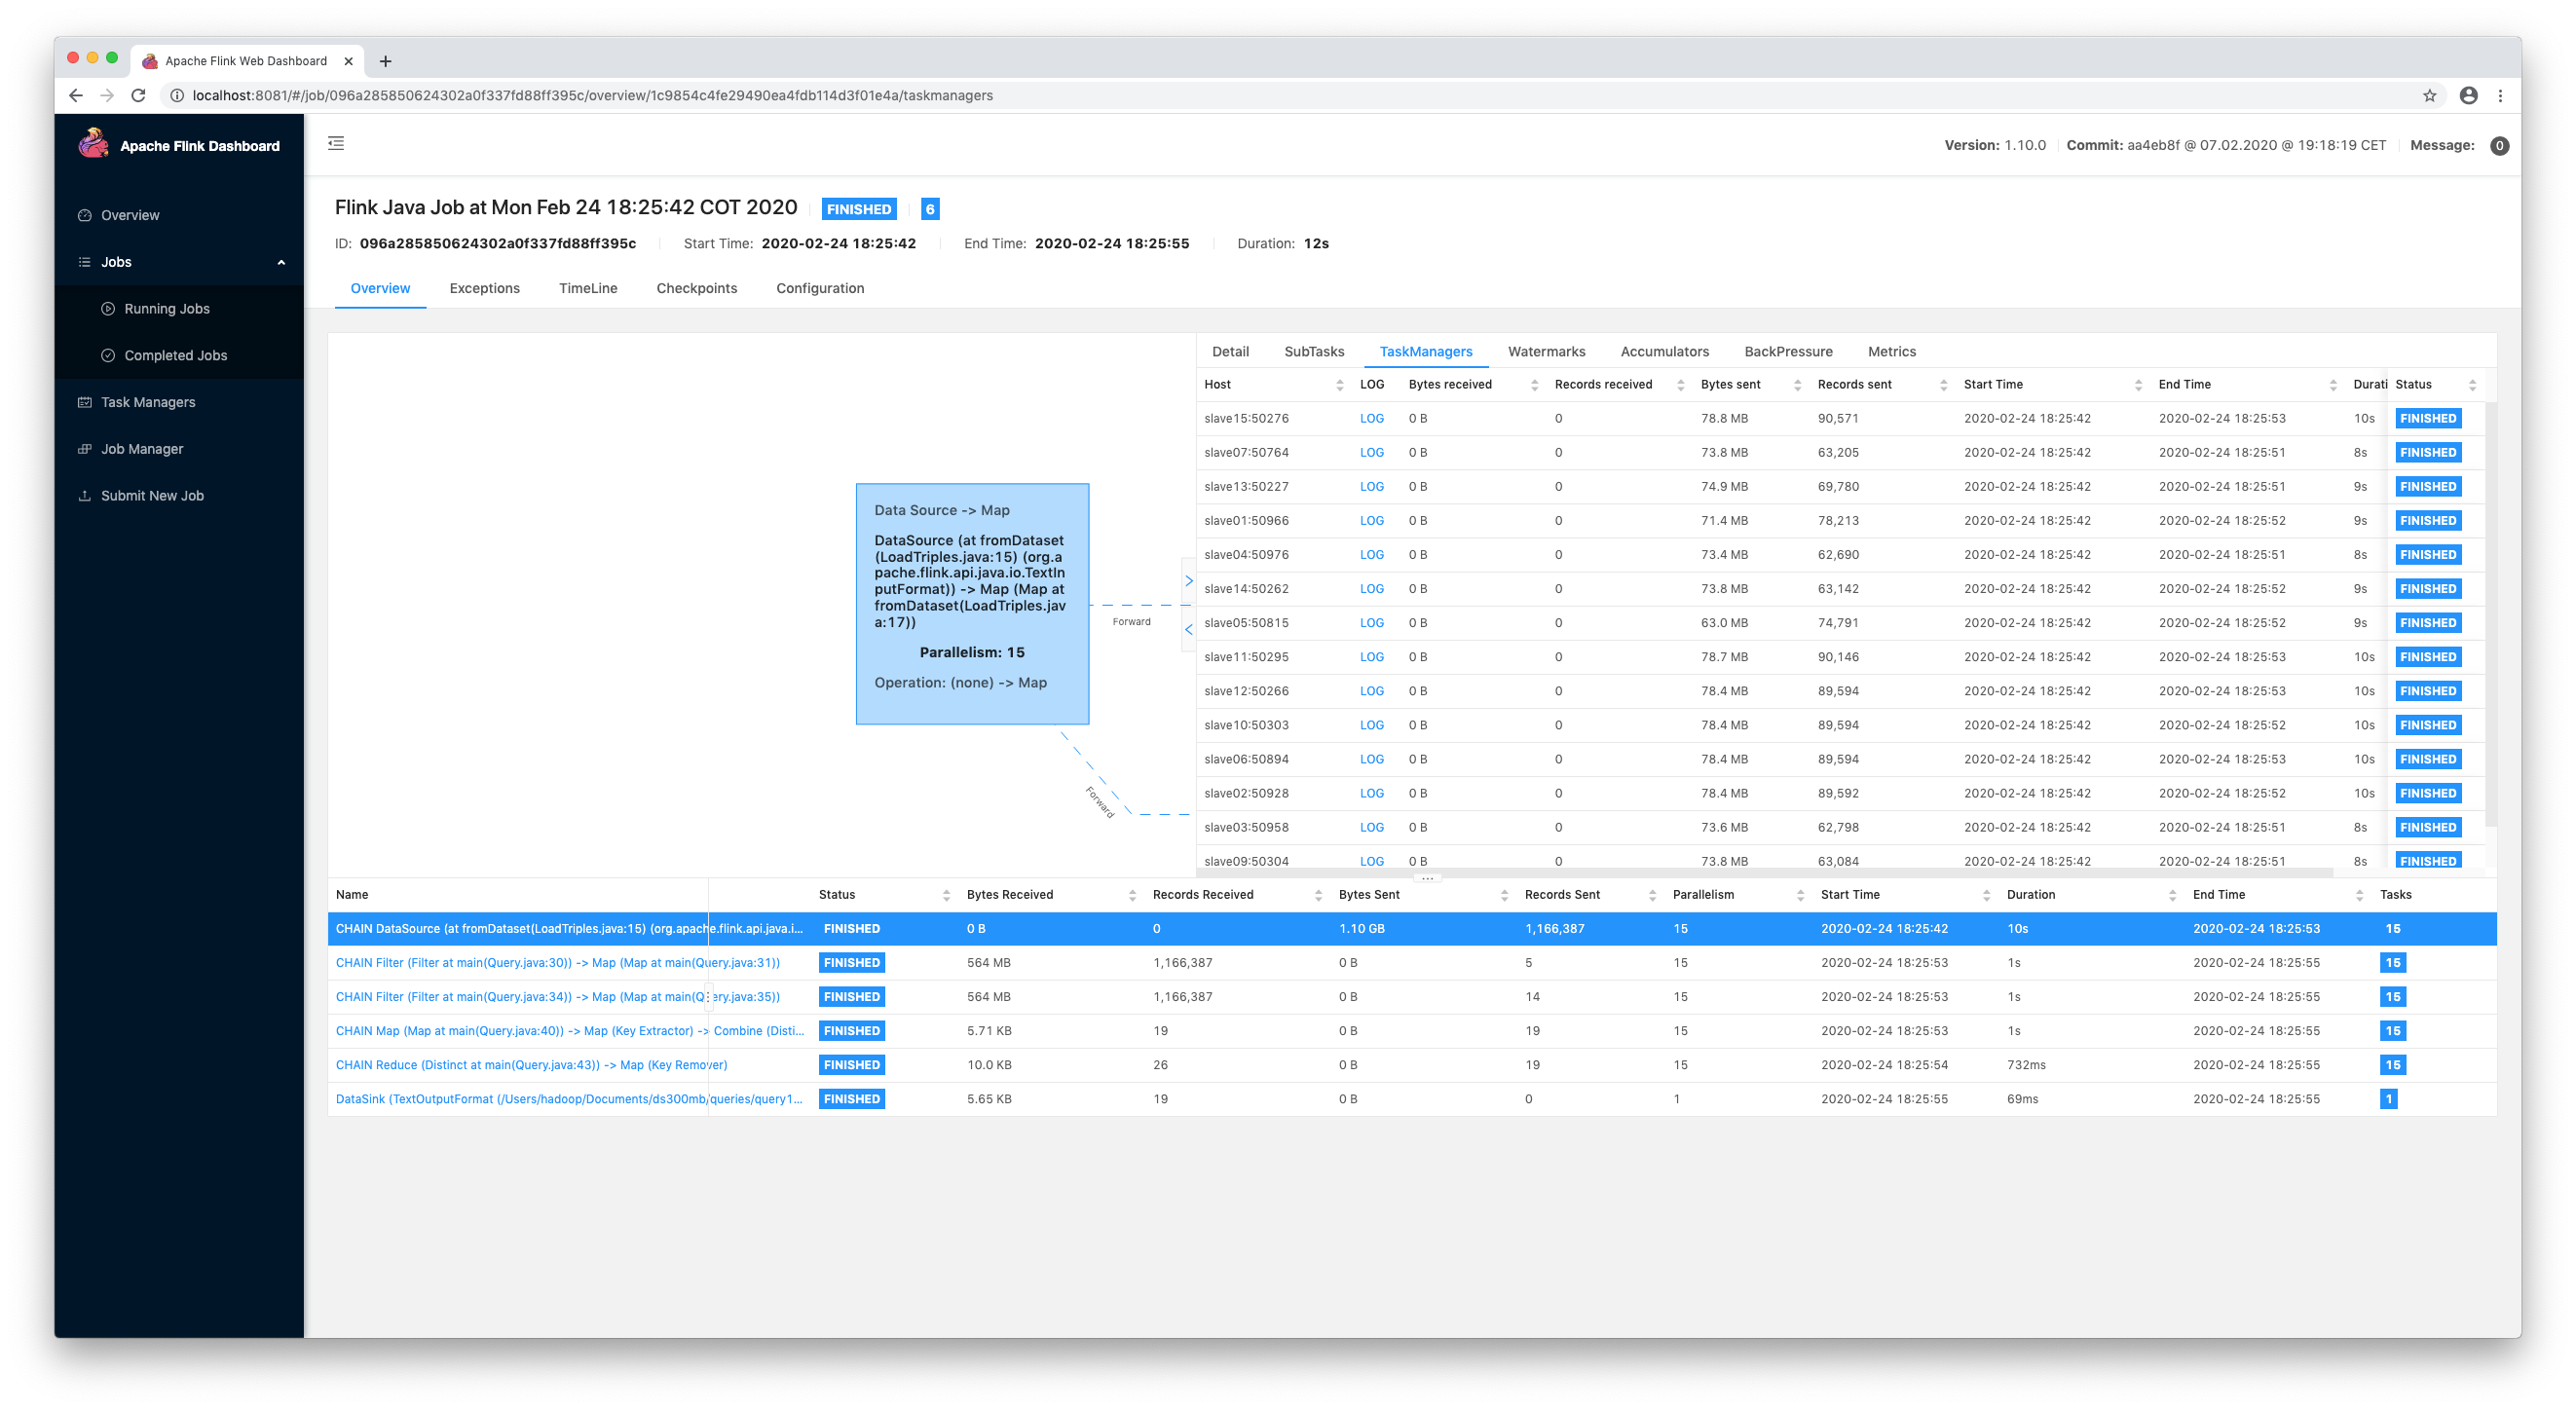 Apache Flink Web Dashboard
localhost:8081/#/job/096a285850624302a0f337fd88ff395c/overview/1c9854c4fe29490ea4fdb114d3f01e4a/taskmanagers
Apache Flink Dashboard
Version: 1.10.0 Commit: aa4eb8f @ 07.02.2020 @ 19:18:19 CET Message: 0
Overview
Jobs
Running Jobs
Completed Jobs
Task Managers
Job Manager
Submit New Job
Flink Java Job at Mon Feb 24 18:25:42 COT 2020 FINISHED 6
ID: 096a285850624302a0f337fd88ff395c Start Time: 2020-02-24 18:25:42 End Time: 2020-02-24 18:25:55 Duration: 12s
Overview Exceptions TimeLine Checkpoints Configuration
Data Source -> Map
DataSource (at fromDataset
(LoadTriples.java:15) (org.a
pache.flink.api.java.io.TextIn
putFormat)) -> Map (Map at
fromDataset(LoadTriples.jav
a:17))
Parallelism: 15
Operation: (none) -> Map
Forward
Forward
Detail SubTasks TaskManagers Watermarks Accumulators BackPressure Metrics
Host LOG Bytes received Records received Bytes sent Records sent Start Time End Time Durati Status
slave15:50276 LOG 0 B 0 78.8 MB 90,571 2020-02-24 18:25:42 2020-02-24 18:25:53 10s FINISHED
slave07:50764 LOG 0 B 0 73.8 MB 63,205 2020-02-24 18:25:42 2020-02-24 18:25:51 8s FINISHED
slave13:50227 LOG 0 B 0 74.9 MB 69,780 2020-02-24 18:25:42 2020-02-24 18:25:51 9s FINISHED
slave01:50966 LOG 0 B 0 71.4 MB 78,213 2020-02-24 18:25:42 2020-02-24 18:25:52 9s FINISHED
slave04:50976 LOG 0 B 0 73.4 MB 62,690 2020-02-24 18:25:42 2020-02-24 18:25:51 8s FINISHED
slave14:50262 LOG 0 B 0 73.8 MB 63,142 2020-02-24 18:25:42 2020-02-24 18:25:52 9s FINISHED
slave05:50815 LOG 0 B 0 63.0 MB 74,791 2020-02-24 18:25:42 2020-02-24 18:25:52 9s FINISHED
slave11:50295 LOG 0 B 0 78.7 MB 90,146 2020-02-24 18:25:42 2020-02-24 18:25:53 10s FINISHED
slave12:50266 LOG 0 B 0 78.4 MB 89,594 2020-02-24 18:25:42 2020-02-24 18:25:53 10s FINISHED
slave10:50303 LOG 0 B 0 78.4 MB 89,594 2020-02-24 18:25:42 2020-02-24 18:25:52 10s FINISHED
slave06:50894 LOG 0 B 0 78.4 MB 89,594 2020-02-24 18:25:42 2020-02-24 18:25:53 10s FINISHED
slave02:50928 LOG 0 B 0 78.4 MB 89,592 2020-02-24 18:25:42 2020-02-24 18:25:52 10s FINISHED
slave03:50958 LOG 0 B 0 73.6 MB 62,798 2020-02-24 18:25:42 2020-02-24 18:25:51 8s FINISHED
slave09:50304 LOG 0 B 0 73.8 MB 63,084 2020-02-24 18:25:42 2020-02-24 18:25:51 8s FINISHED
Name Status Bytes Received Records Received Bytes Sent Records Sent Parallelism Start Time Duration End Time Tasks
CHAIN DataSource (at fromDataset(LoadTriples.java:15) (org.apache.flink.api.java.i... FINISHED 0 B 0 1.10 GB 1,166,387 15 2020-02-24 18:25:42 10s 2020-02-24 18:25:53 15
CHAIN Filter (Filter at main(Query.java:30)) -> Map (Map at main(Query.java:31)) FINISHED 564 MB 1,166,387 0 B 5 15 2020-02-24 18:25:53 1s 2020-02-24 18:25:55 15
CHAIN Filter (Filter at main(Query.java:34)) -> Map (Map at main(Query.java:35)) FINISHED 564 MB 1,166,387 0 B 14 15 2020-02-24 18:25:53 1s 2020-02-24 18:25:55 15
CHAIN Map (Map at main(Query.java:40)) -> Map (Key Extractor) -> Combine (Disti... FINISHED 5.71 KB 19 0 B 19 15 2020-02-24 18:25:53 1s 2020-02-24 18:25:55 15
CHAIN Reduce (Distinct at main(Query.java:43)) -> Map (Key Remover) FINISHED 10.0 KB 26 0 B 19 15 2020-02-24 18:25:54 732ms 2020-02-24 18:25:55 15
DataSink (TextOutputFormat (/Users/hadoop/Documents/ds300mb/queries/query1... FINISHED 5.65 KB 19 0 B 0 1 2020-02-24 18:25:55 69ms 2020-02-24 18:25:55 1